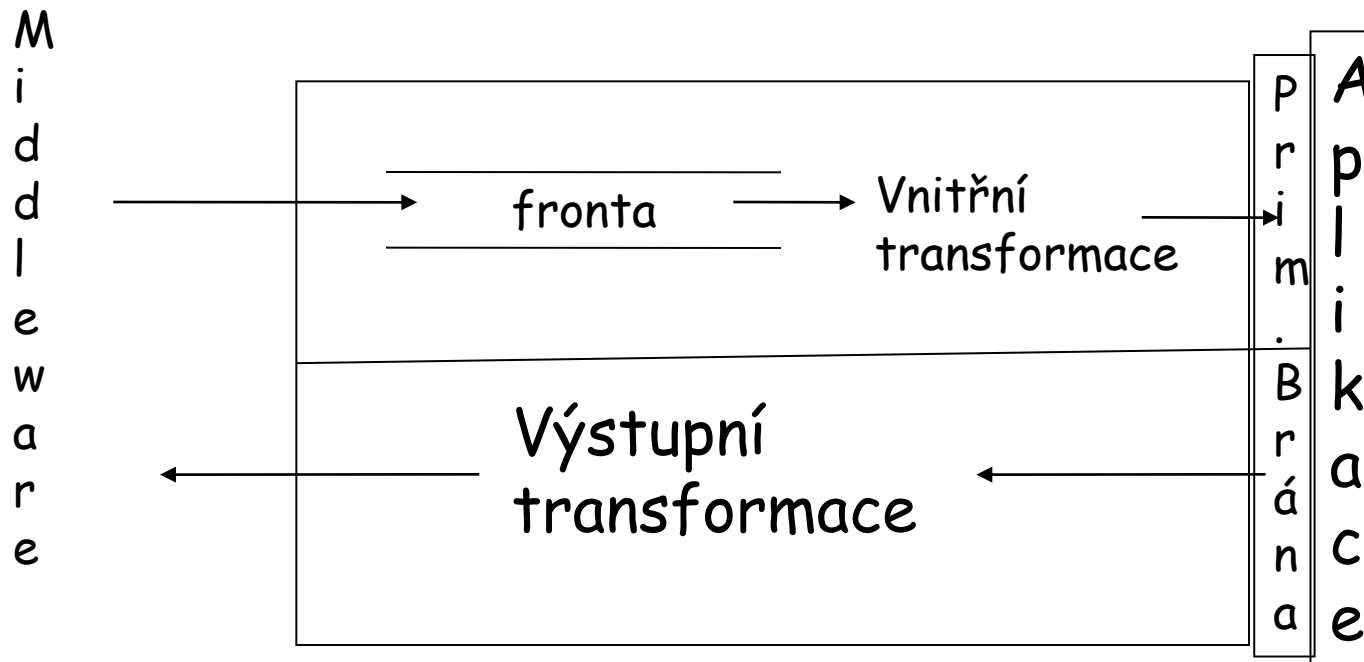 Middleware
fronta
Vnitřní
transformace
Výstupní
transformace
Prim. Brána
Aplikace